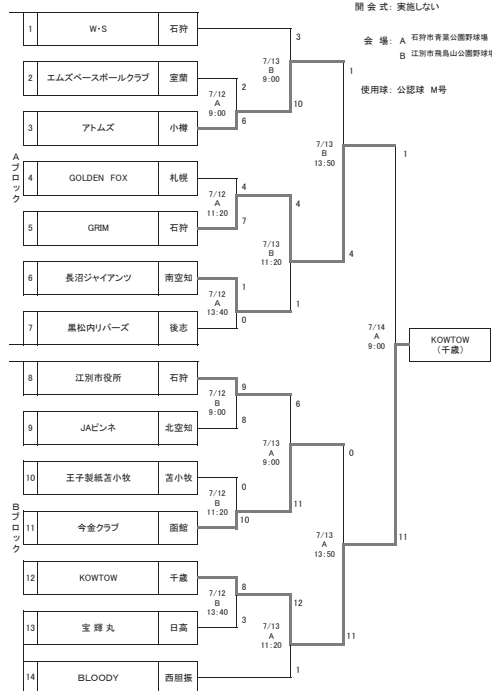 開 会 式: 実施しない
会 場: A 石狩市青葉公園野球場
B 江別市飛鳥山公園野球場
使用球: 公認球 M号
Aブロック
1 W・S 石狩
2 エムズベースボールクラブ 室蘭
3 アトムズ 小樽
4 GOLDEN FOX 札幌
5 GRIM 石狩
6 長沼ジャイアンツ 南空知
7 黒松内リバーズ 後志
Bブロック
8 江別市役所 石狩
9 JAピンネ 北空知
10 王子製紙苫小牧 苫小牧
11 今金クラブ 函館
12 KOWTOW 千歳
13 宝 輝 丸 日高
14 BLOODY 西胆振
7/12
A
9:00
2
6
7/12
A
11:20
4
7
7/12
A
13:40
1
0
7/12
B
9:00
9
8
7/12
B
11:20
0
10
7/12
B
13:40
8
3
7/13
B
9:00
3
10
7/13
B
11:20
4
1
7/13
A
9:00
6
11
7/13
A
11:20
12
1
7/13
B
13:50
1
4
7/13
A
13:50
0
11
7/14
A
9:00
1
11
KOWTOW
(千歳)